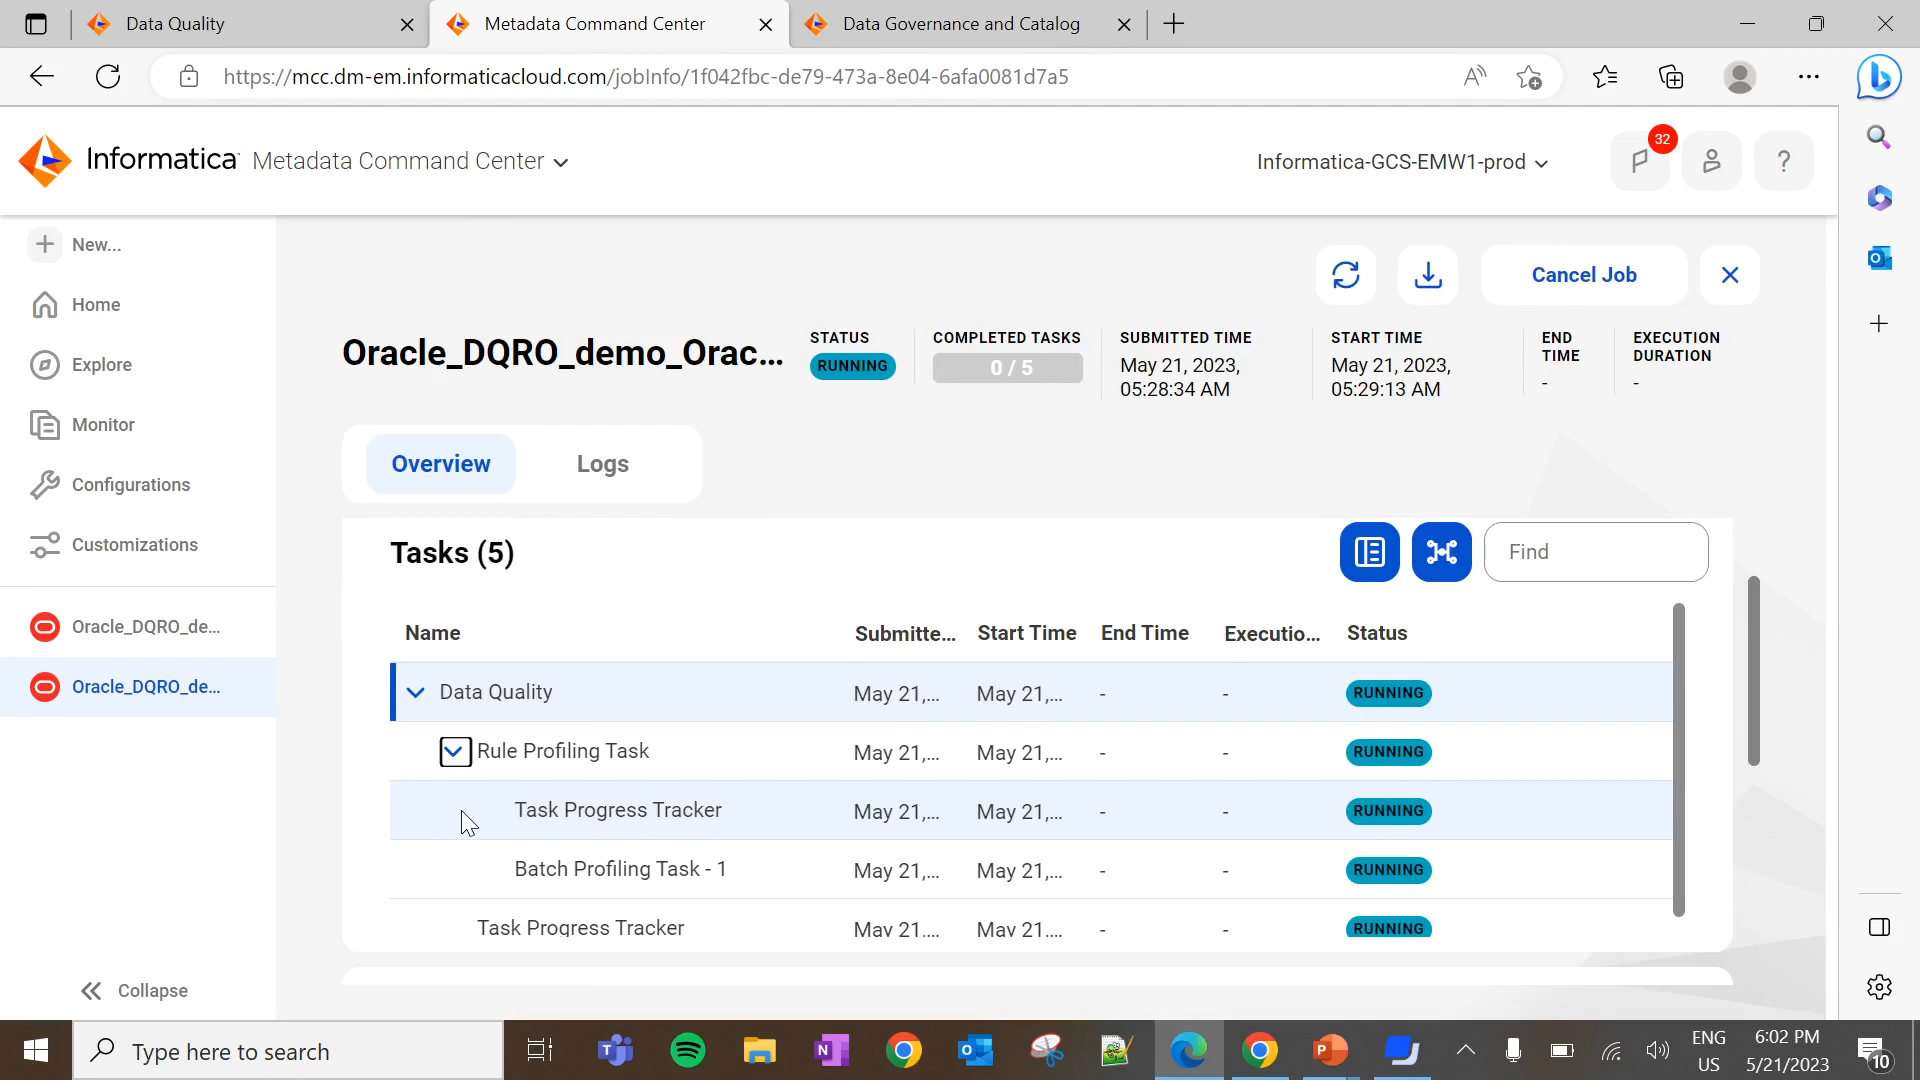 Data Quality
Metadata Command Center
Data Governance and Catalog
https://mcc.dm-em.informaticacloud.com/jobInfo/1f042fbc-de79-473a-8e04-6afa0081d7a5
Informatica Metadata Command Center
Informatica-GCS-EMW1-prod
32
?
New...
Home
Explore
Monitor
Configurations
Customizations
Oracle_DQRO_de...
Oracle_DQRO_de...
Collapse
Cancel Job
Oracle_DQRO_demo_Orac...
STATUS
RUNNING
COMPLETED TASKS
0 / 5
SUBMITTED TIME
May 21, 2023,
05:28:34 AM
START TIME
May 21, 2023,
05:29:13 AM
END
TIME
-
EXECUTION
DURATION
-
Overview
Logs
Tasks (5)
Find
Name Submitte... Start Time End Time Executio... Status
Data Quality May 21,... May 21,... - - RUNNING
Rule Profiling Task May 21,... May 21,... - - RUNNING
Task Progress Tracker May 21,... May 21,... - - RUNNING
Batch Profiling Task - 1 May 21,... May 21,... - - RUNNING
Task Progress Tracker May 21,... May 21,... - - RUNNING
Type here to search
ENG
US
6:02 PM
5/21/2023
10